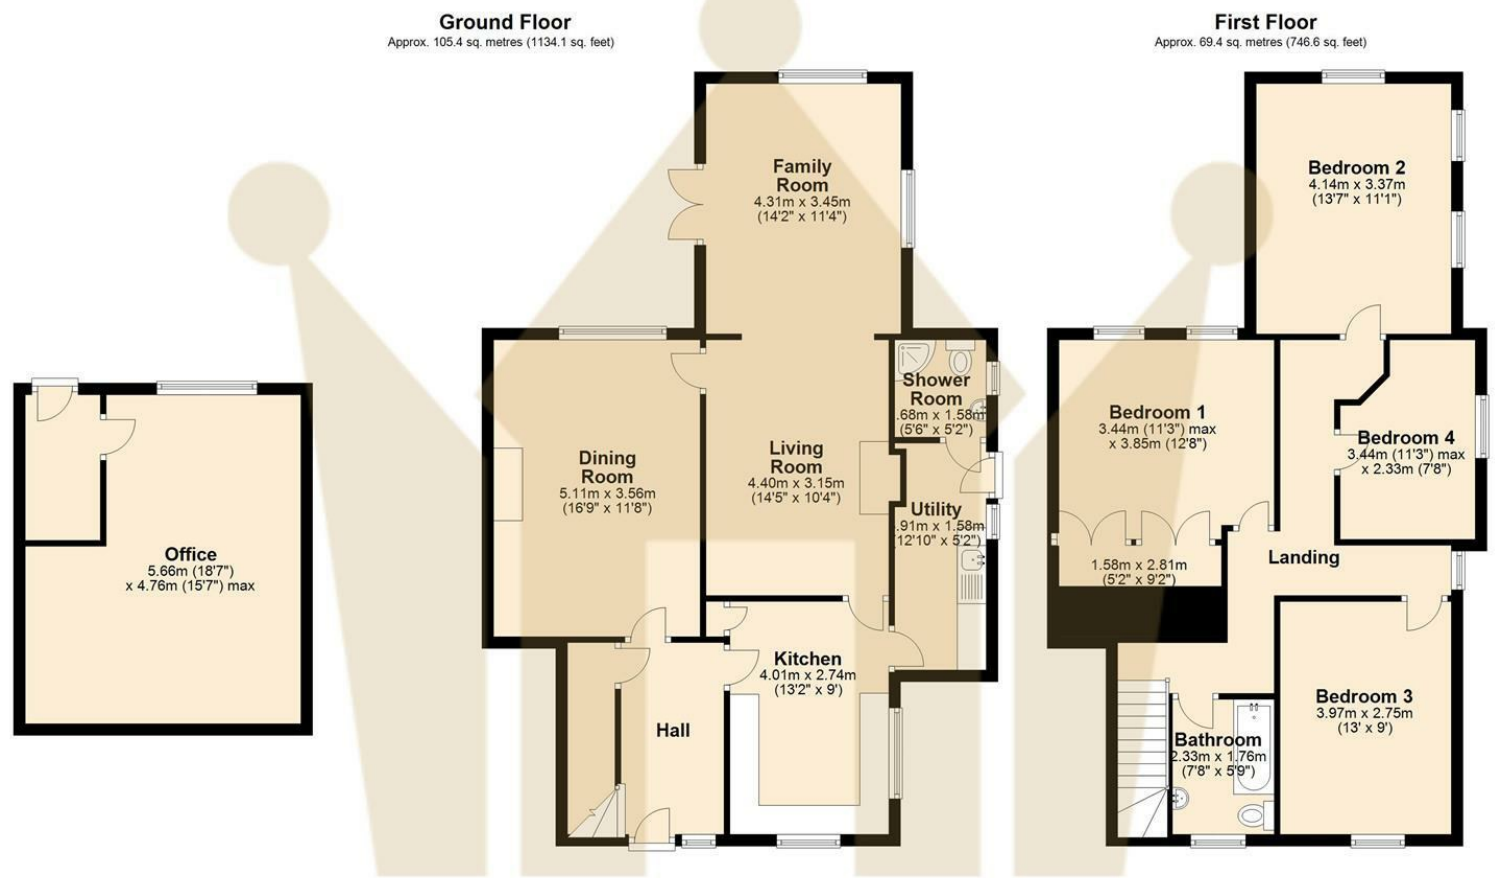 Ground Floor
Approx. 105.4 sq. metres (1134.1 sq. feet)
Family
Room
4.31m x 3.45m
(14'2" x 11'4")
Shower
Room
.68m x 1.58m
(5'6" x 5'2")
Dining
Room
5.11m x 3.56m
(16'9" x 11'8")
Living
Room
4.40m x 3.15m
(14'5" x 10'4")
Utility
.91m x 1.58m
12'10" x 5'2")
Office
5.66m (18'7")
x 4.76m (15'7") max
Kitchen
4.01m x 2.74m
(13'2" x 9')
Hall
First Floor
Approx. 69.4 sq. metres (746.6 sq. feet)
Bedroom 2
4.14m x 3.37m
(13'7" x 11'1")
Bedroom 1
3.44m (11'3") max
x 3.85m (12'8")
Bedroom 4
3.44m (11'3") max
x 2.33m (7'8")
1.58m x 2.81m
(5'2" x 9'2")
Landing
Bedroom 3
3.97m x 2.75m
(13' x 9')
Bathroom
2.33m x 1.76m
(7'8" x 5'9")